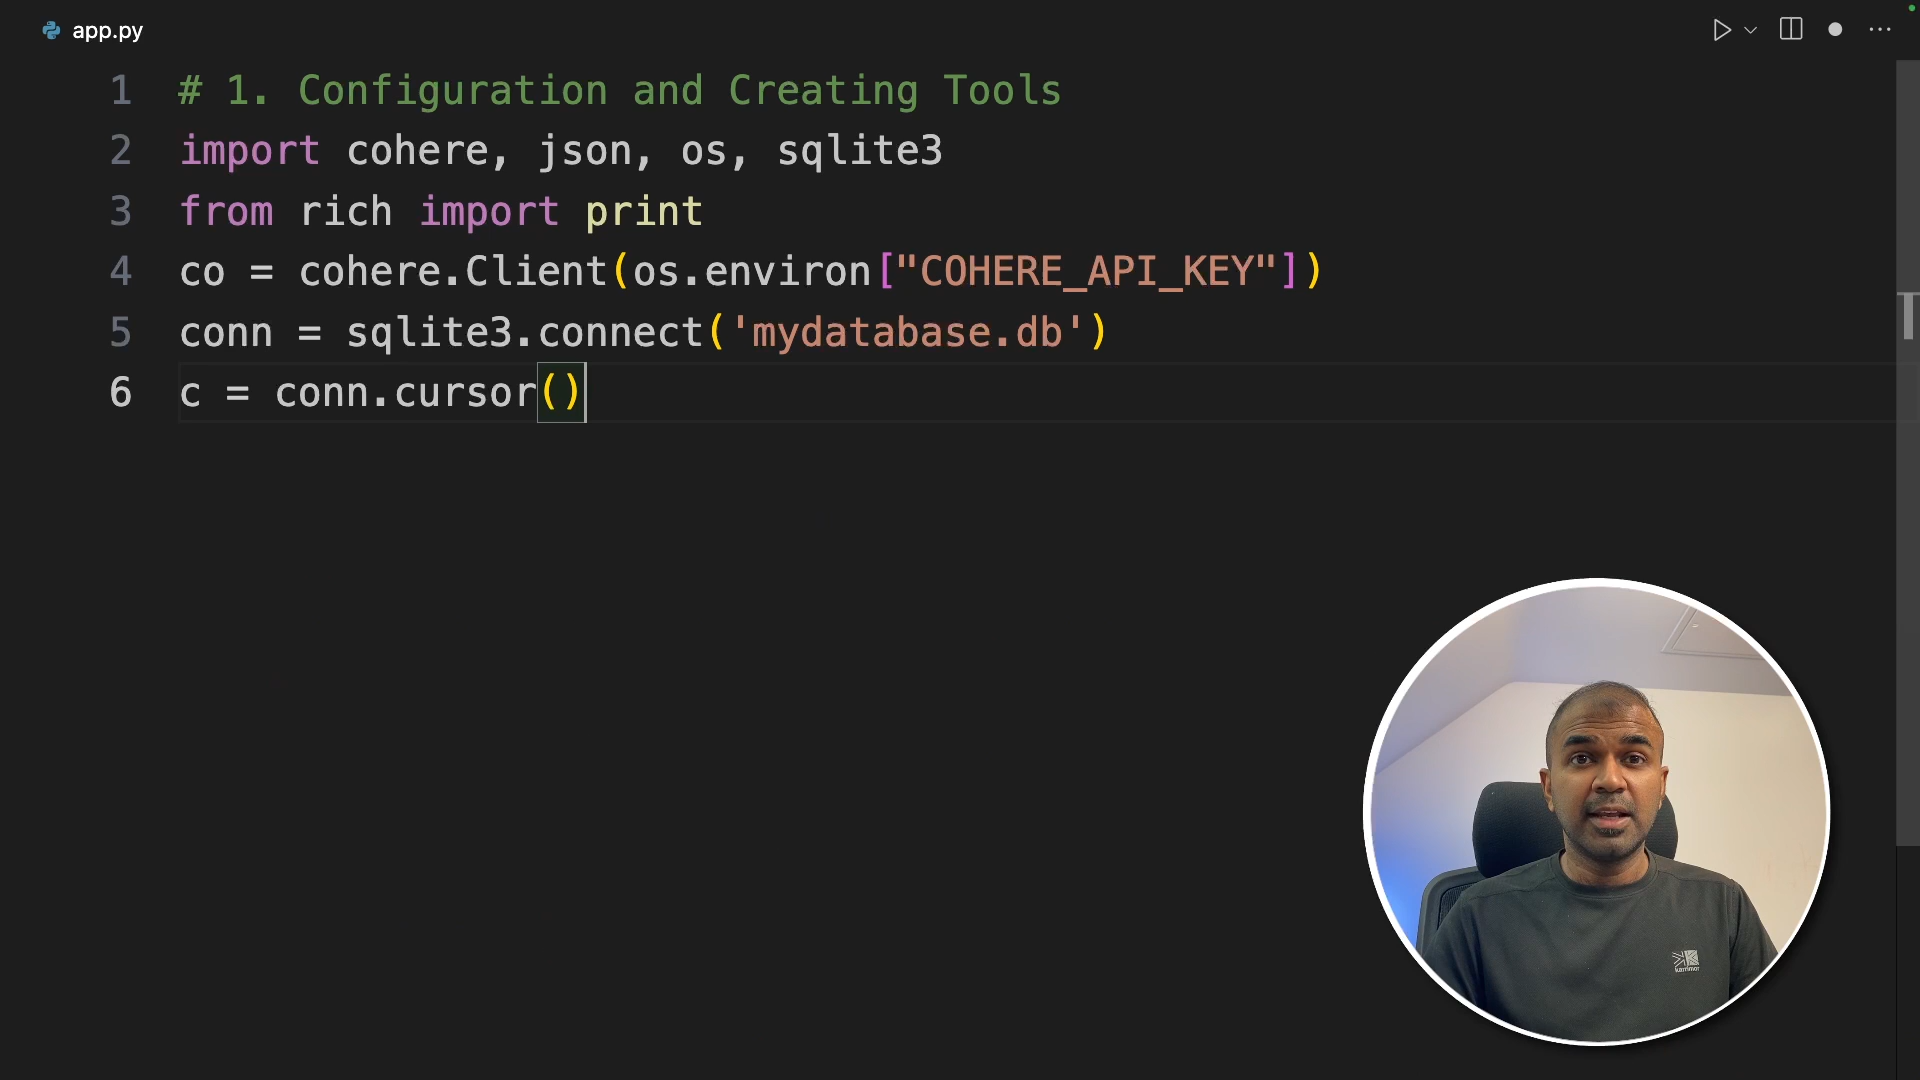 app.py
1 # 1. Configuration and Creating Tools
2 import cohere, json, os, sqlite3
3 from rich import print
4 co = cohere.Client(os.environ["COHERE_API_KEY"])
5 conn = sqlite3.connect('mydatabase.db')
6 c = conn.cursor()
karrimor